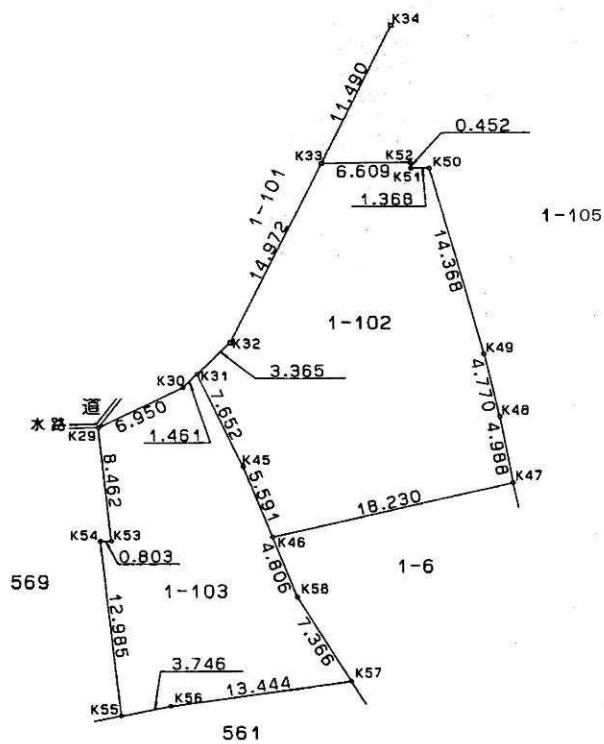 K34
11.490
0.452
K33
K52
K50
6.609
K51
1.368
1-101
1-105
14.972
14.368
1-102
K32
K49
3.365
K31
K30
道
水路
K29
6.950
1.461
7.652
4.770
K48
4.988
8.462
K45
5.591
K47
18.230
K46
K54
K53
0.803
4.806
1-6
569
1-103
K58
12.985
7.366
3.746
K57
K56
13.444
K55
561